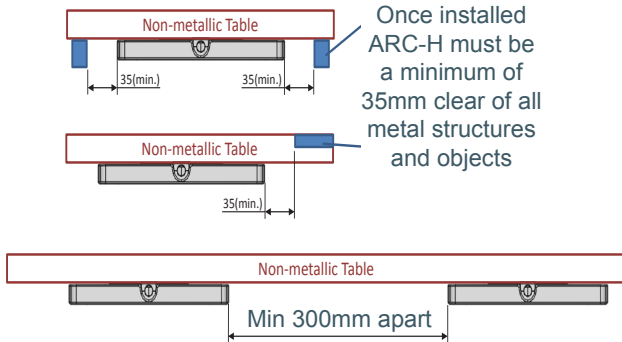 Non-metallic Table
35(min.)
35(min.)
Once installed
ARC-H must be
a minimum of
35mm clear of all
metal structures
and objects
Non-metallic Table
35(min.)
Non-metallic Table
Min 300mm apart